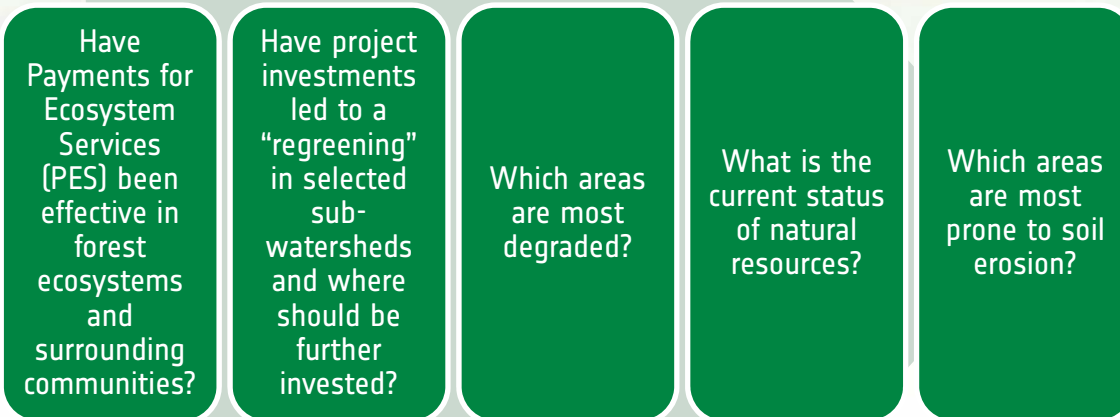 Have
Payments for
Ecosystem
Services
(PES) been
effective in
forest
ecosystems
and
surrounding
communities?
Have project
investments
led to a
“regreening”
in selected
sub-
watersheds
and where
should be
further
invested?
Which areas
are most
degraded?
What is the
current status
of natural
resources?
Which areas
are most
prone to soil
erosion?